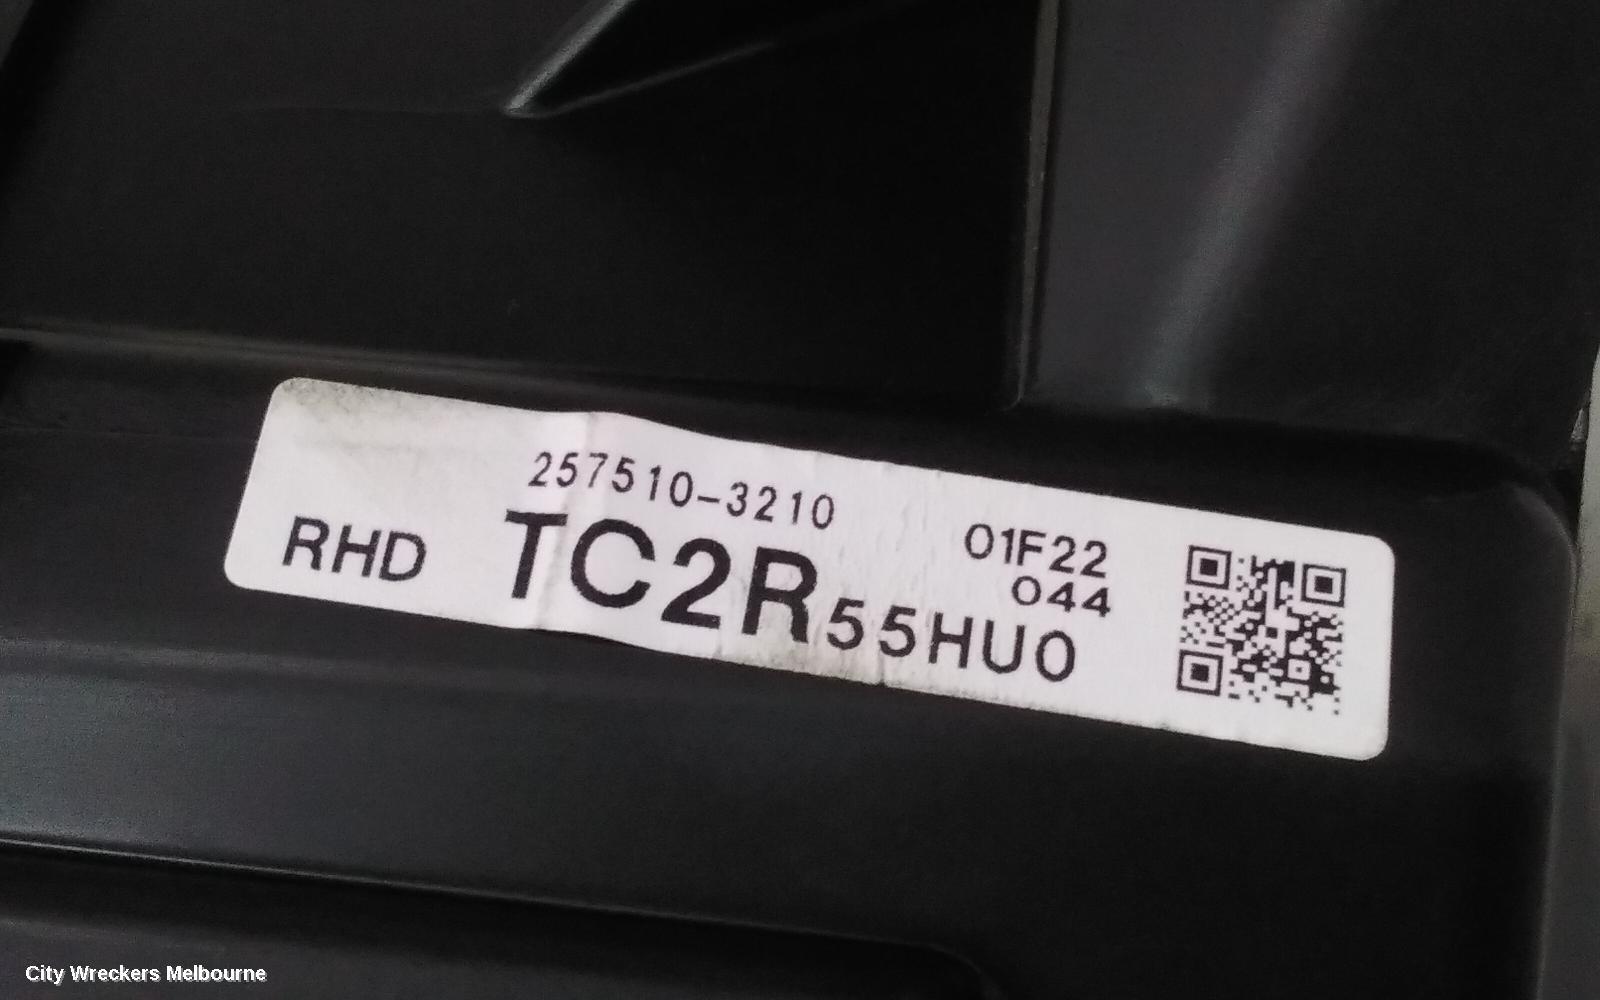 257510-3210
01F22
044
RHD TC2R55HU0
City Wreckers Melbourne